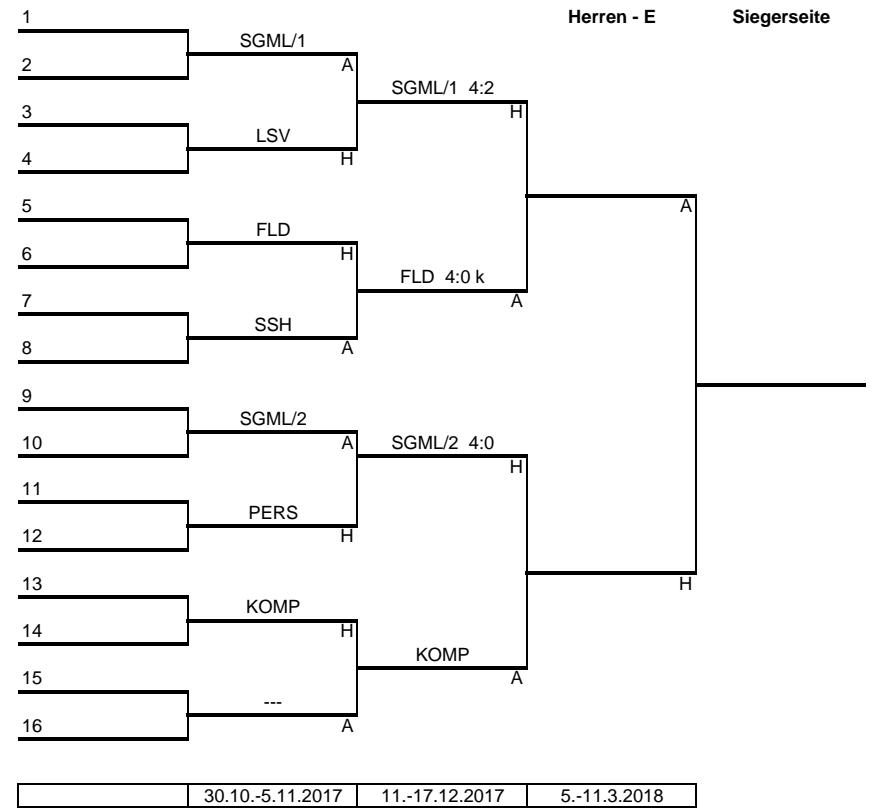 1 Herren - E Siegerseite
SGML/1
2 A
SGML/1 4:2
3 H
LSV
4 H
5 A
FLD
6 H
FLD 4:0 k
7 A
SSH
8 A
9
SGML/2
10 A SGML/2 4:0
H
11
PERS
12 H
13 H
KOMP
14 H
KOMP
15 A
---
16 A
30.10.-5.11.2017 11.-17.12.2017 5.-11.3.2018